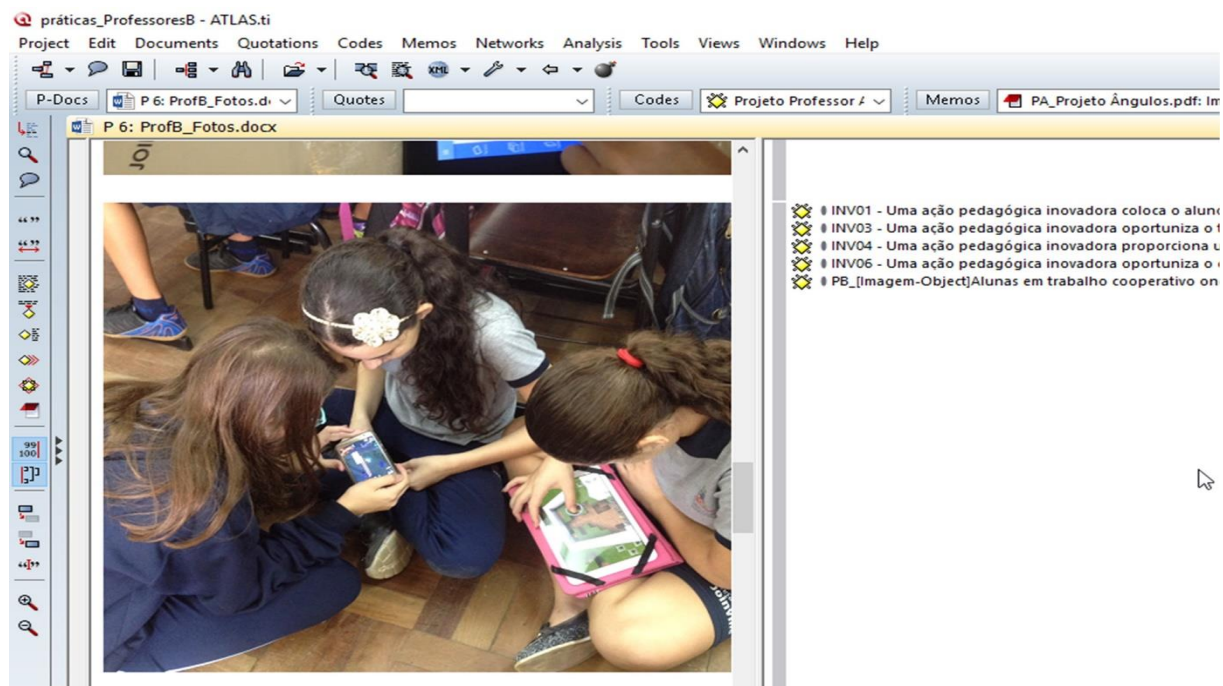 práticas_ProfessoresB - ATLAS.ti
Project Edit Documents Quotations Codes Memos Networks Analysis Tools Views Windows Help
XML
P-Docs P 6: ProfB_Fotos.d Quotes Codes Projeto Professor Memos PA_Projeto Ângulos.pdf:
P 6: ProfB_Fotos.docx
INV01 - Uma ação pedagógica inovadora coloca o
INV03 - Uma ação pedagógica inovadora oportuniza o
INV04 - Uma ação pedagógica inovadora proporciona
INV06 - Uma ação pedagógica inovadora oportuniza o
PB_[Imagem-Object]Alunas em trabalho cooperativo
99
100